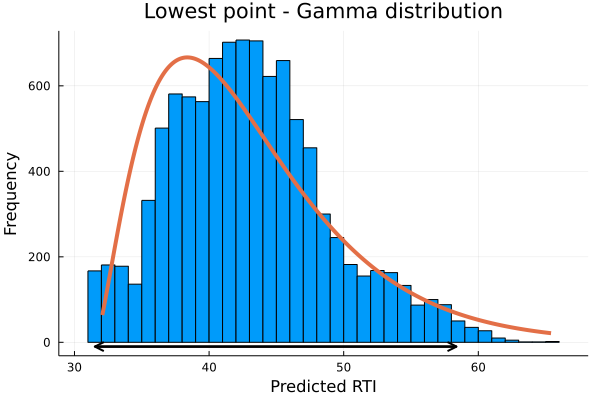 Lowest point - Gamma distribution
Frequency
600
400
200
0
30 40 50 60
Predicted RTI